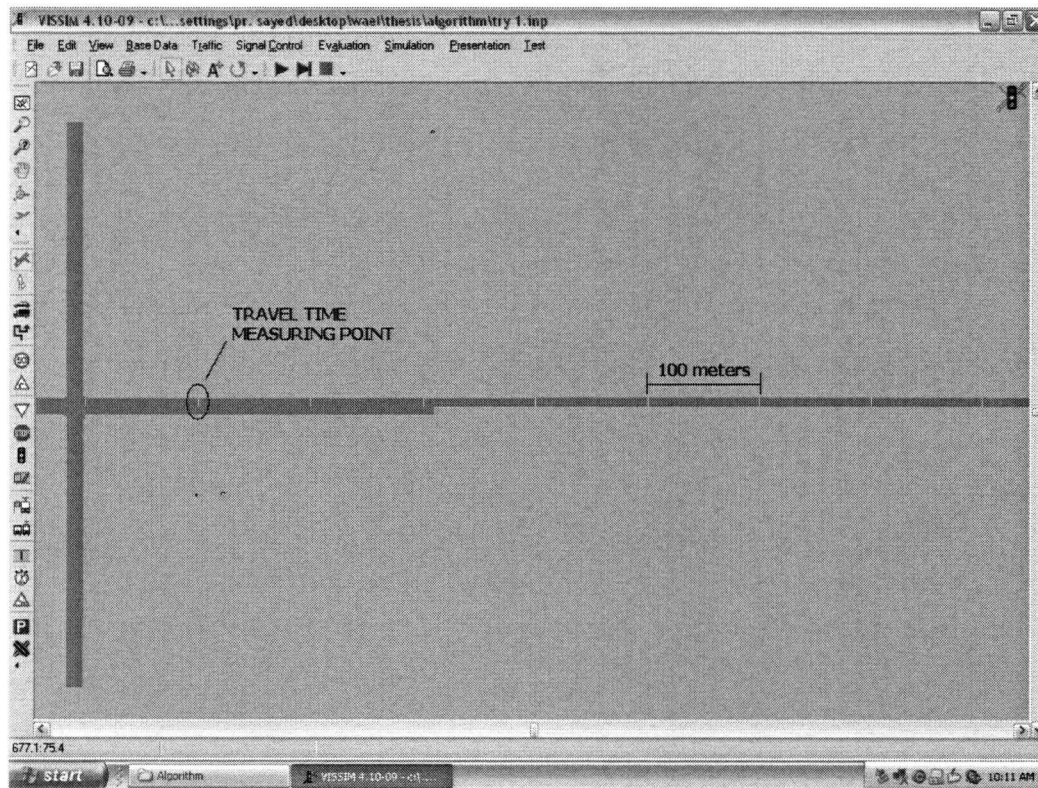 VISSIM 4.10-09 - c:\...settings\pr. sayed\desktop\wael\thesis\algorithm\try 1.inp
File Edit View Base Data Traffic Signal Control Evaluation Simulation Presentation Test
TRAVEL TIME
MEASURING POINT
100 meters
677.1:75.4
start Algorithm VISSIM 4.10-09 - c:\... 10:11 AM